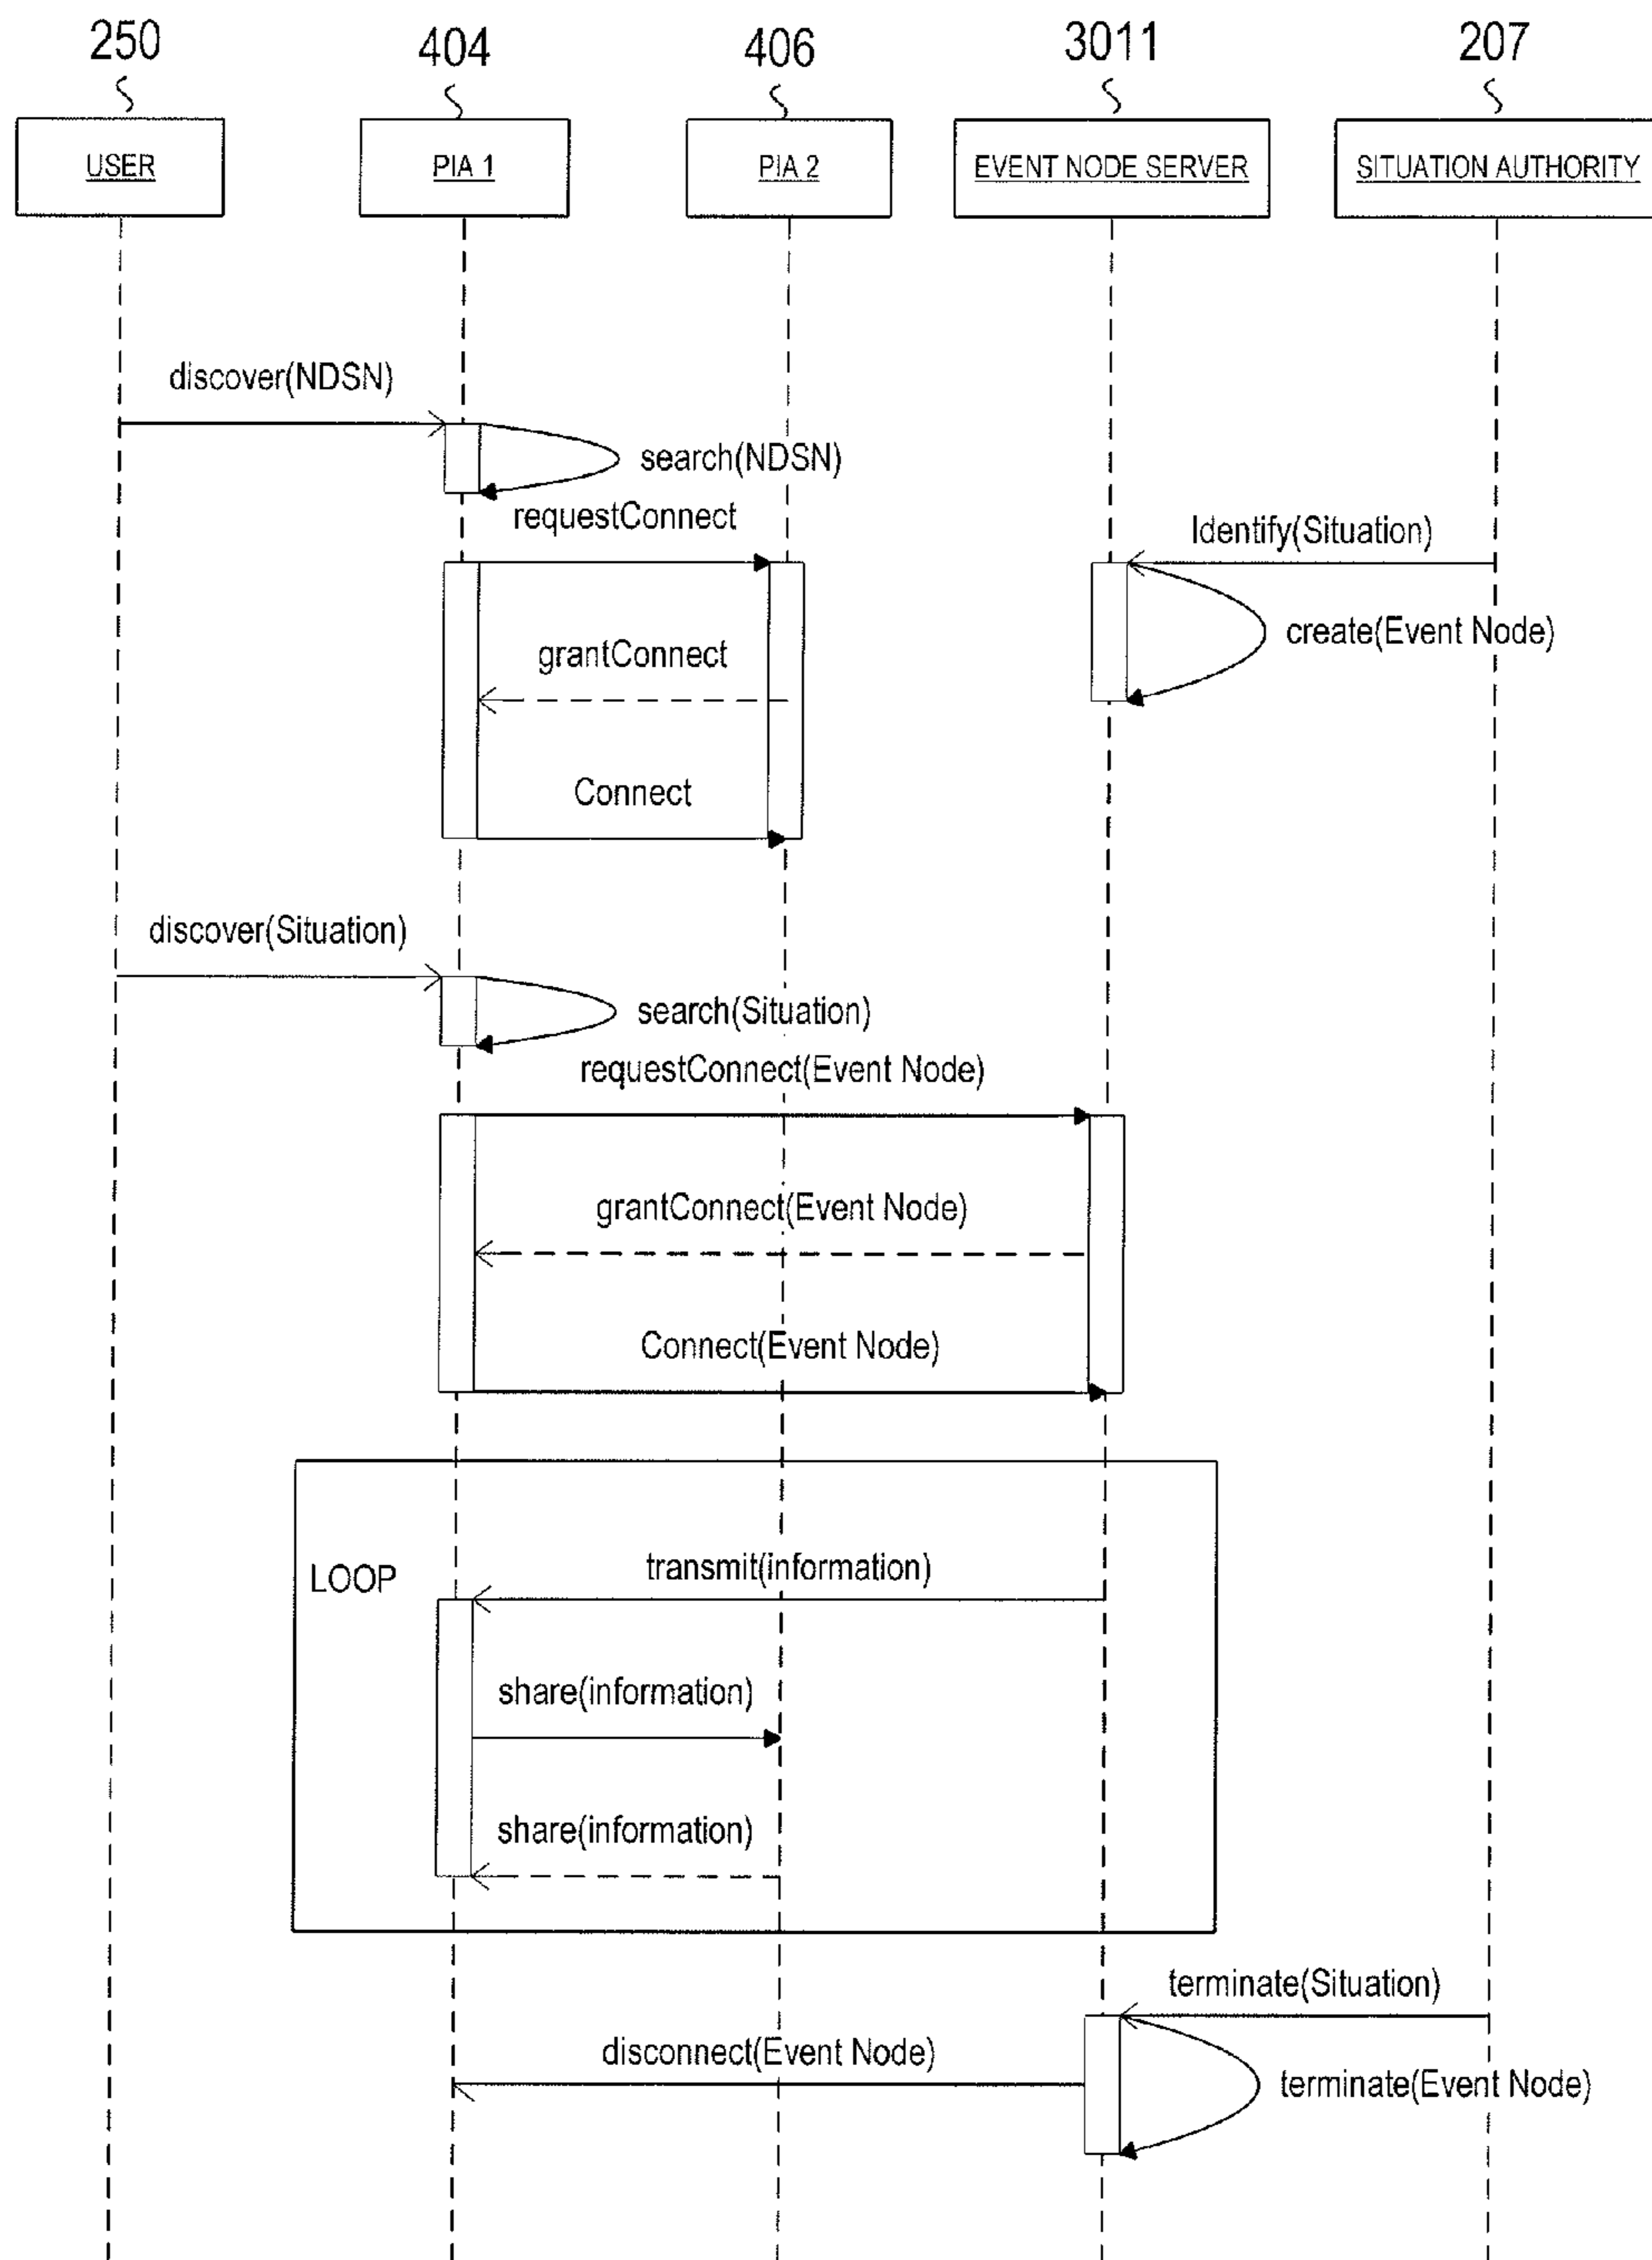 250
404
406
3011
207
USER
PIA 1
PIA 2
EVENT NODE SERVER
SITUATION AUTHORITY
discover(NDSN)
search(NDSN)
requestConnect
Identify(Situation)
create(Event Node)
grantConnect
Connect
discover(Situation)
search(Situation)
requestConnect(Event Node)
grantConnect(Event Node)
Connect(Event Node)
LOOP
transmit(information)
share(information)
share(information)
terminate(Situation)
disconnect(Event Node)
terminate(Event Node)